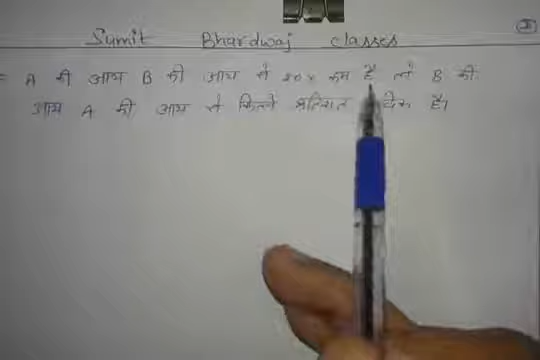 Sumit Bhardwaj classes
A की आय B की आय से 20% कम है तो B की
आय A की आय से कितने प्रतिशत है।